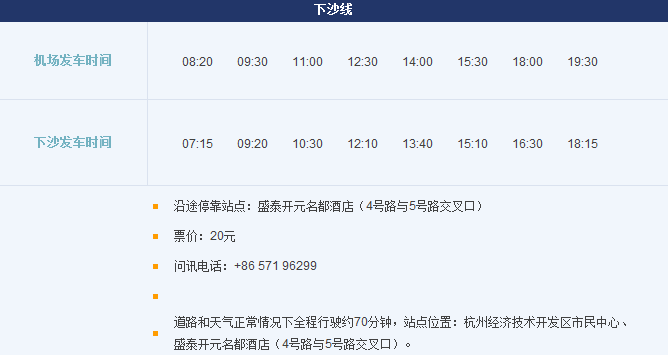 下沙线
机场发车时间 08:20 09:30 11:00 12:30 14:00 15:30 18:00 19:30
下沙发车时间 07:15 09:20 10:30 12:10 13:40 15:10 16:30 18:15
沿途停靠站点：盛泰开元名都酒店（4号路与5号路交叉口）
票价：20元
问讯电话：+86 571 96299
道路和天气正常情况下全程行驶约70分钟，站点位置：杭州经济技术开发区市民中心、
盛泰开元名都酒店（4号路与5号路交叉口）。